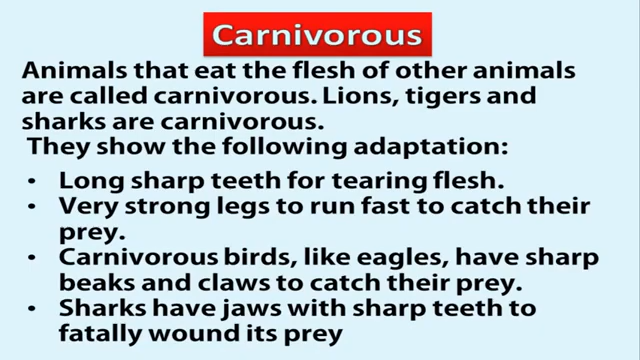 Carnivorous
Animals that eat the flesh of other animals
are called carnivorous. Lions, tigers and
sharks are carnivorous.
They show the following adaptation:
• Long sharp teeth for tearing flesh.
• Very strong legs to run fast to catch their
prey.
• Carnivorous birds, like eagles, have sharp
beaks and claws to catch their prey.
• Sharks have jaws with sharp teeth to
fatally wound its prey